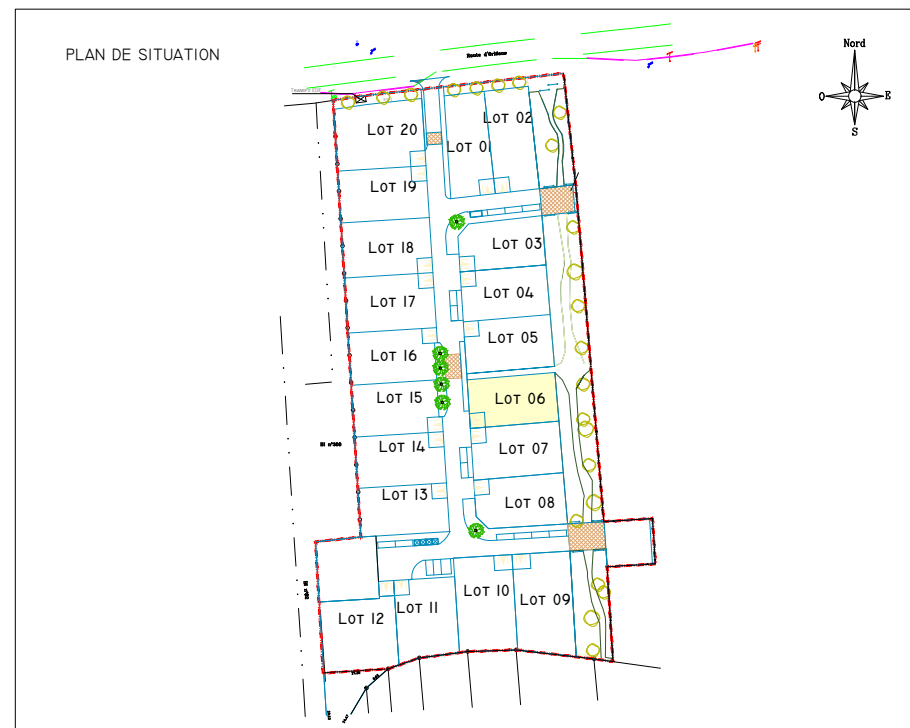 PLAN DE SITUATION
Route d'Orléans
Nord
O
E
S
LOT 20
LOT 01
LOT 02
LOT 19
LOT 18
LOT 03
LOT 17
LOT 04
LOT 16
LOT 05
LOT 15
LOT 06
LOT 14
LOT 07
LOT 13
LOT 08
LOT 12
LOT 11
LOT 10
LOT 09